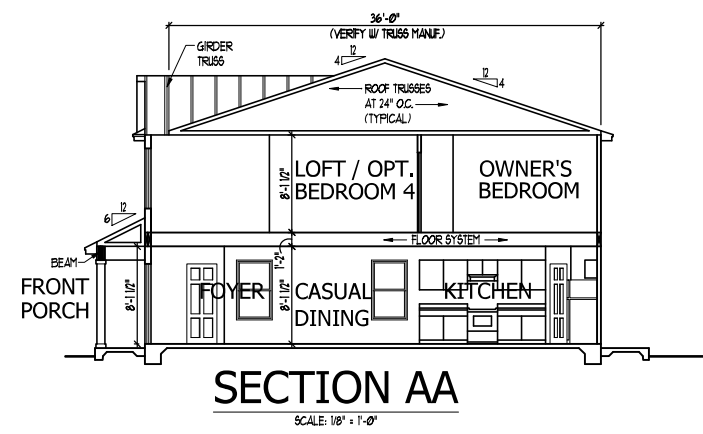 36'-0"
(VERIFY W/ TRUSS MANUF.)
GIRDER
TRUSS
12
4
12
4
ROOF TRUSSES
AT 24" O.C.
(TYPICAL)
8'-1 1/2"
LOFT / OPT.
BEDROOM 4
OWNER'S
BEDROOM
12
6
FLOOR SYSTEM
1'-2"
BEAM
FRONT
PORCH
8'-1 1/2"
FOYER
8'-1 1/2"
CASUAL
DINING
KITCHEN
SECTION AA
SCALE: 1/8" = 1'-0"